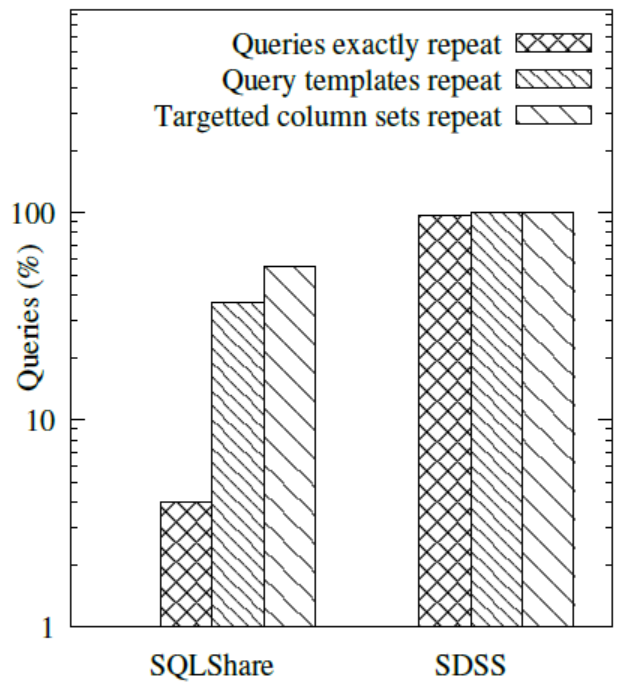 Queries exactly repeat
Query templates repeat
Targetted column sets repeat
Queries (%)
100
10
1
SQLShare
SDSS